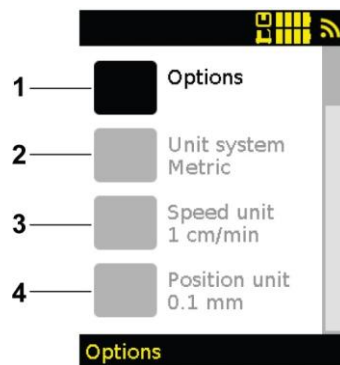 1
Options
2
Unit system
Metric
3
Speed unit
1 cm/min
4
Position unit
0.1 mm
Options